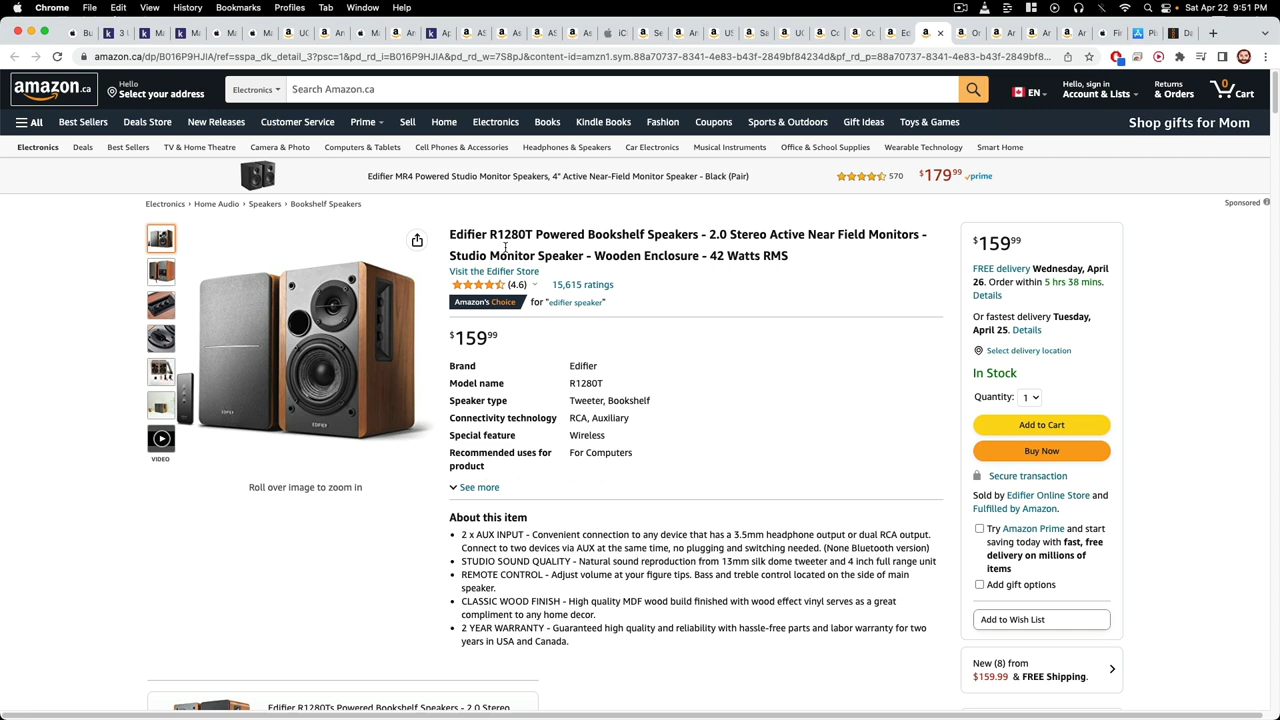 Chrome File Edit View History Bookmarks Profiles Tab Window Help
Sat Apr 22 9:51 PM
amazon.ca/dp/B016P9HJIA/ref=sspa_dk_detail_3?psc=1&pd_rd_i=B016P9HJIA&pd_rd_w=7S8pJ&content-id=amzn1.sym.88a70737-8341-4e83-b43f-2849bf84234d&pf_rd_p=88a70737-8341-4e83-b43f-2849bf8...
amazon.ca
Hello
Select your address
Electronics
Search Amazon.ca
EN
Hello, sign in
Account & Lists
Returns
& Orders
0
Cart
All Best Sellers Deals Store New Releases Customer Service Prime Sell Home Electronics Books Kindle Books Fashion Coupons Sports & Outdoors Gift Ideas Toys & Games Shop gifts for Mom
Electronics Deals Best Sellers TV & Home Theatre Camera & Photo Computers & Tablets Cell Phones & Accessories Headphones & Speakers Car Electronics Musical Instruments Office & School Supplies Wearable Technology Smart Home
Edifier MR4 Powered Studio Monitor Speakers, 4" Active Near-Field Monitor Speaker - Black (Pair) 570 $179.99 prime
Sponsored
Electronics › Home Audio › Speakers › Bookshelf Speakers
VIDEO
Roll over image to zoom in
Edifier R1280T Powered Bookshelf Speakers - 2.0 Stereo Active Near Field Monitors -
Studio Monitor Speaker - Wooden Enclosure - 42 Watts RMS
Visit the Edifier Store
(4.6) 15,615 ratings
Amazon's Choice for "edifier speaker"
$159.99
Brand Edifier
Model name R1280T
Speaker type Tweeter, Bookshelf
Connectivity technology RCA, Auxiliary
Special feature Wireless
Recommended uses for For Computers
product
See more
About this item
• 2 x AUX INPUT - Convenient connection to any device that has a 3.5mm headphone output or dual RCA output.
Connect to two devices via AUX at the same time, no plugging and switching needed. (None Bluetooth version)
• STUDIO SOUND QUALITY - Natural sound reproduction from 13mm silk dome tweeter and 4 inch full range unit
• REMOTE CONTROL - Adjust volume at your figure tips. Bass and treble control located on the side of main
speaker.
• CLASSIC WOOD FINISH - High quality MDF wood build finished with wood effect vinyl serves as a great
compliment to any home decor.
• 2 YEAR WARRANTY - Guaranteed high quality and reliability with hassle-free parts and labor warranty for two
years in USA and Canada.
Edifier R1280Ts Powered Bookshelf Speakers - 2.0 Stereo
$159.99
FREE delivery Wednesday, April
26. Order within 5 hrs 38 mins.
Details
Or fastest delivery Tuesday,
April 25. Details
Select delivery location
In Stock
Quantity: 1
Add to Cart
Buy Now
Secure transaction
Sold by Edifier Online Store and
Fulfilled by Amazon.
Try Amazon Prime and start
saving today with fast, free
delivery on millions of
items
Add gift options
Add to Wish List
New (8) from
$159.99 & FREE Shipping.